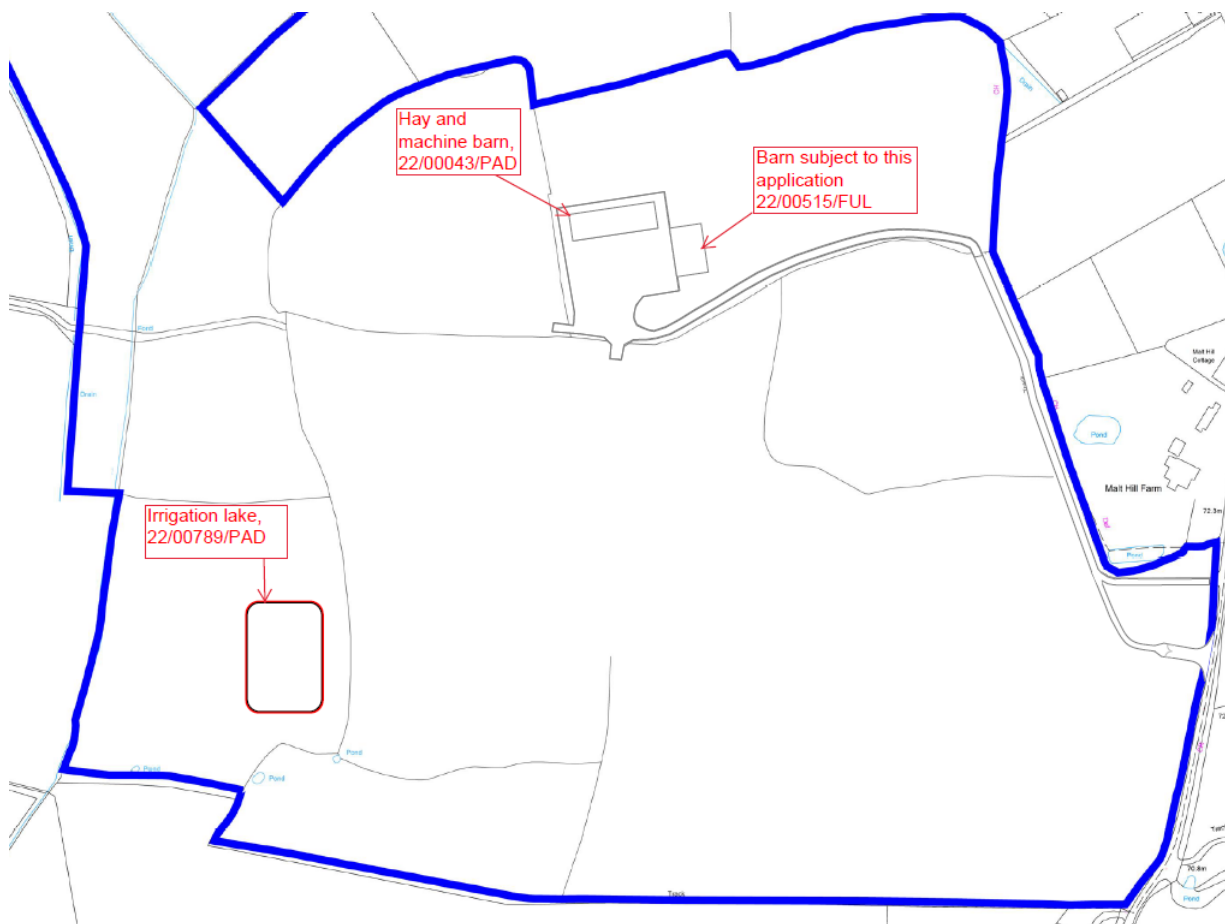 Drain
Hay and
machine barn,
22/00043/PAD
Barn subject to this
application
22/00515/FUL
Pond
Malt Hill
Cottage
Drain
Pond
Malt Hill Farm
72.3m
Irrigation lake,
22/00789/PAD
Pond
Pond
Pond
Pond
Track
70.8m
Pond